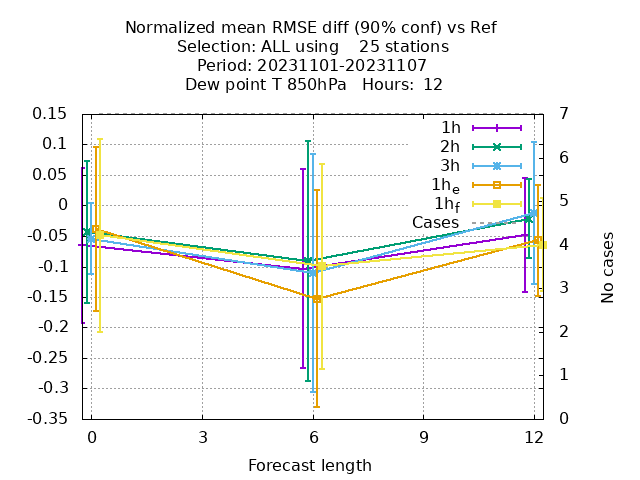 Normalized mean RMSE diff (90% conf) vs Ref
Selection: ALL using    25 stations
Period: 20231101-20231107
Dew point T 850hPa   Hours:  12
0.15
0.1
0.05
0
-0.05
-0.1
-0.15
-0.2
-0.25
-0.3
-0.35
1h
2h
3h
1he
1hf
Cases
7
6
5
4
3
2
1
0
No cases
0 3 6 9 12
Forecast length